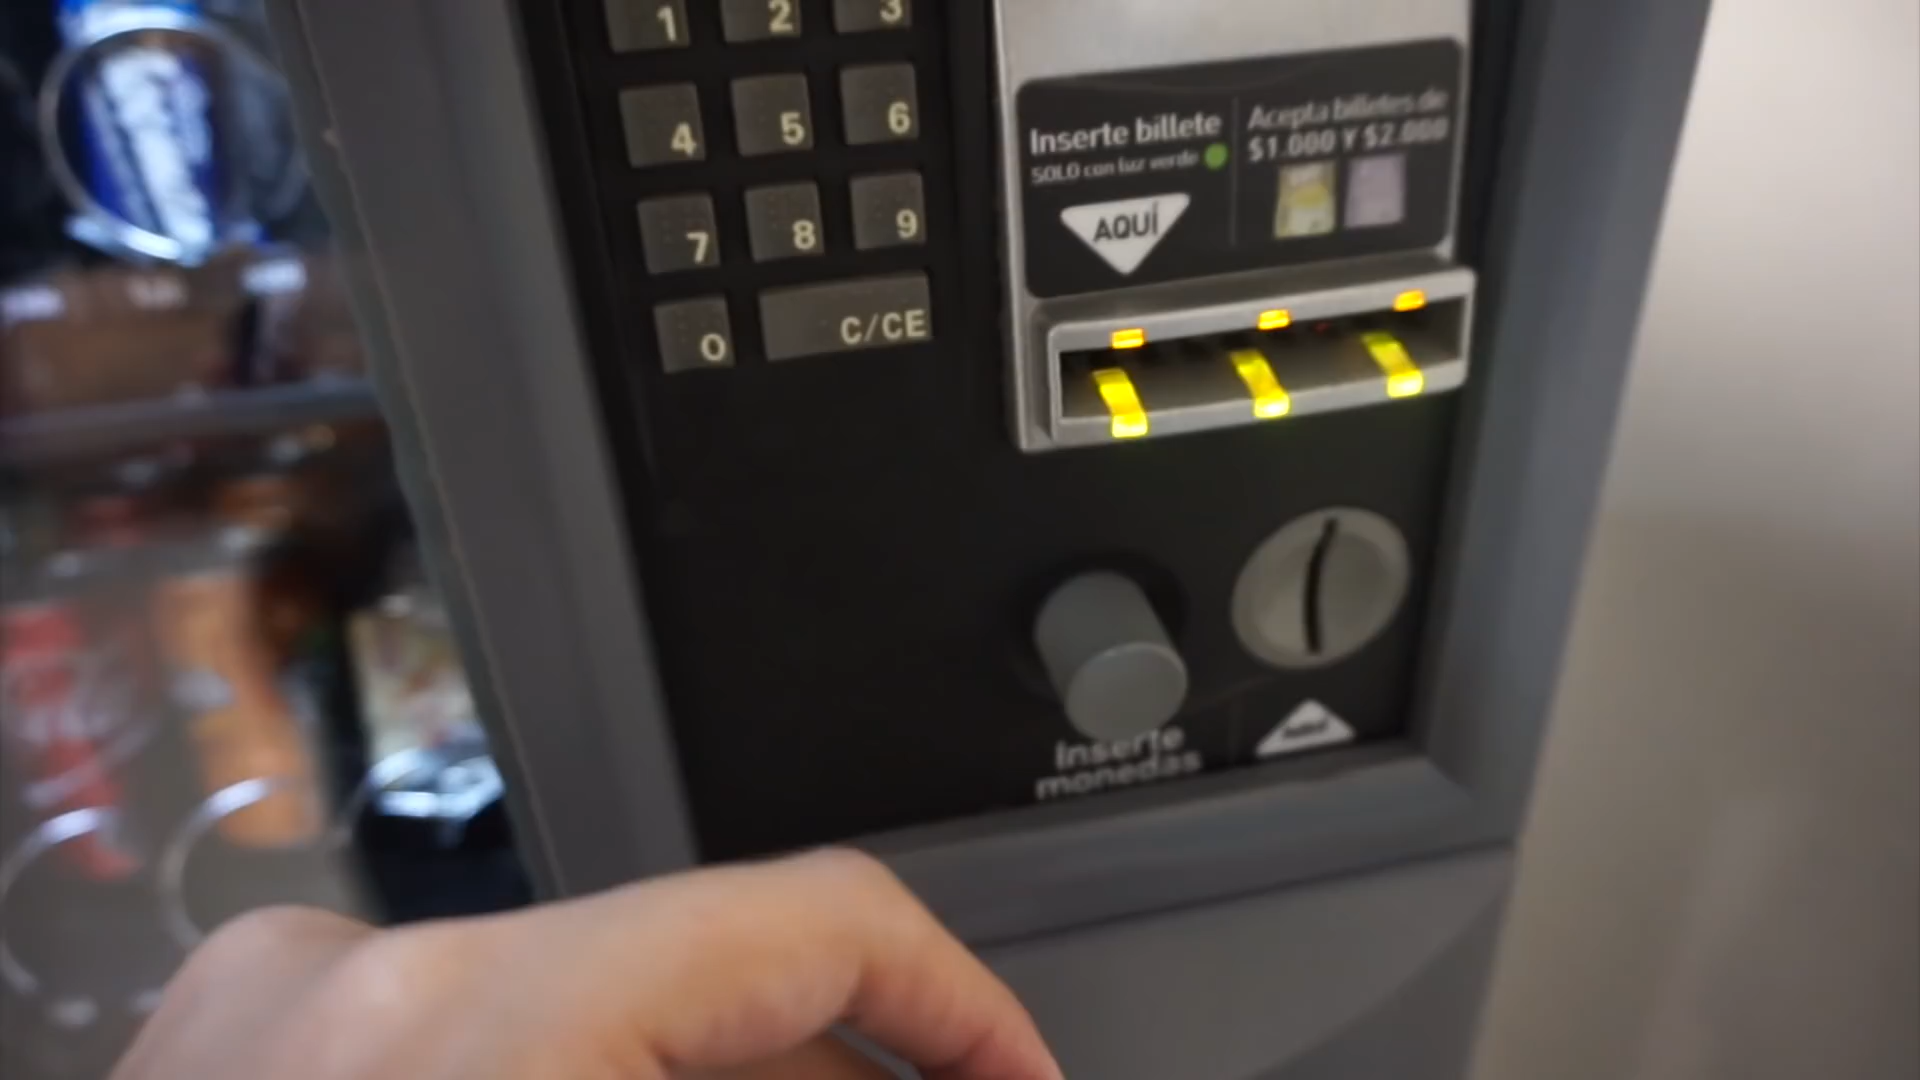 1 2 3
4 5 6
7 8 9
0 C/CE
Inserte billete
SOLO con luz verde
AQUÍ
Acepta billetes de
$1.000 Y $2.000
Inserte
monedas